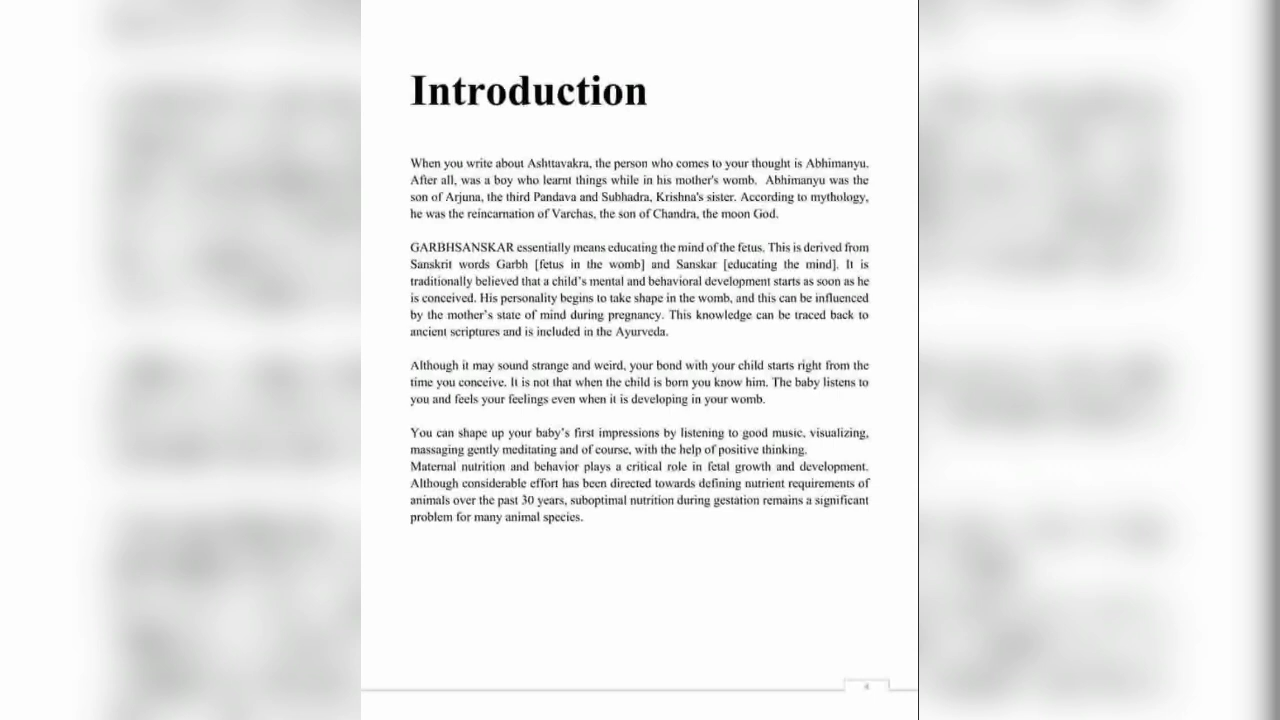 Introduction
When you write about Ashttavakra, the person who comes to your thought is Abhimanyu.
After all, was a boy who learnt things while in his mother's womb. Abhimanyu was the
son of Arjuna, the third Pandava and Subhadra, Krishna's sister. According to mythology,
he was the reincarnation of Varchas, the son of Chandra, the moon God.
GARBHSANSKAR essentially means educating the mind of the fetus. This is derived from
Sanskrit words Garbh [fetus in the womb] and Sanskar [educating the mind]. It is
traditionally believed that a child's mental and behavioral development starts as soon as he
is conceived. His personality begins to take shape in the womb, and this can be influenced
by the mother's state of mind during pregnancy. This knowledge can be traced back to
ancient scriptures and is included in the Ayurveda.
Although it may sound strange and weird, your bond with your child starts right from the
time you conceive. It is not that when the child is born you know him. The baby listens to
you and feels your feelings even when it is developing in your womb.
You can shape up your baby's first impressions by listening to good music, visualizing,
massaging gently meditating and of course, with the help of positive thinking.
Maternal nutrition and behavior plays a critical role in fetal growth and development.
Although considerable effort has been directed towards defining nutrient requirements of
animals over the past 30 years, suboptimal nutrition during gestation remains a significant
problem for many animal species.